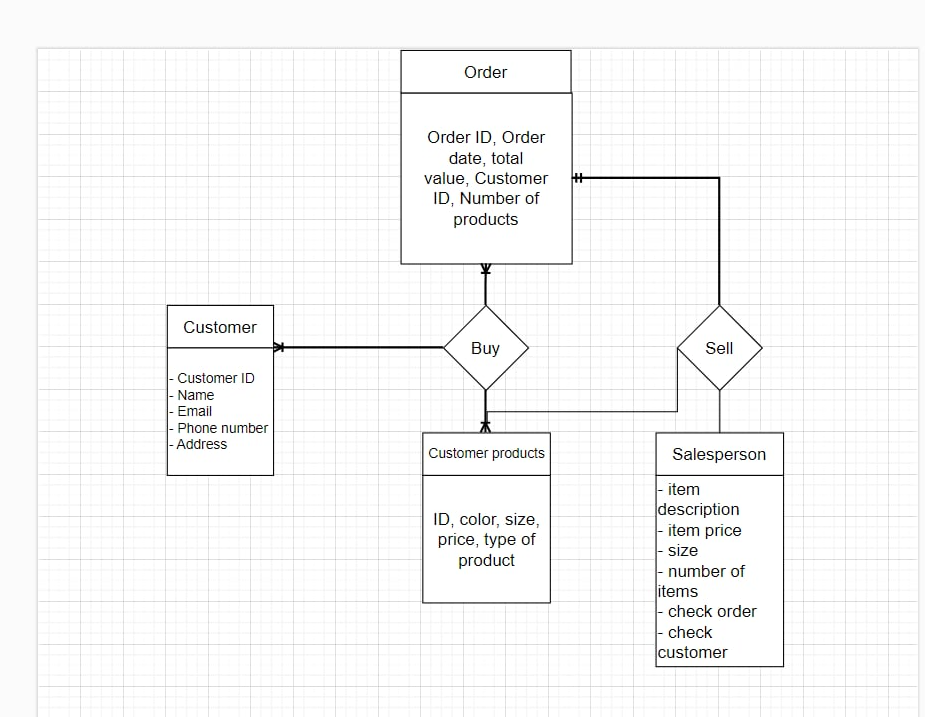 Order
Order ID, Order
date, total
value, Customer
ID, Number of
products
Customer
- Customer ID
- Name
- Email
- Phone number
- Address
Buy
Sell
Customer products
ID, color, size,
price, type of
product
Salesperson
- item
description
- item price
- size
- number of
items
- check order
- check
customer